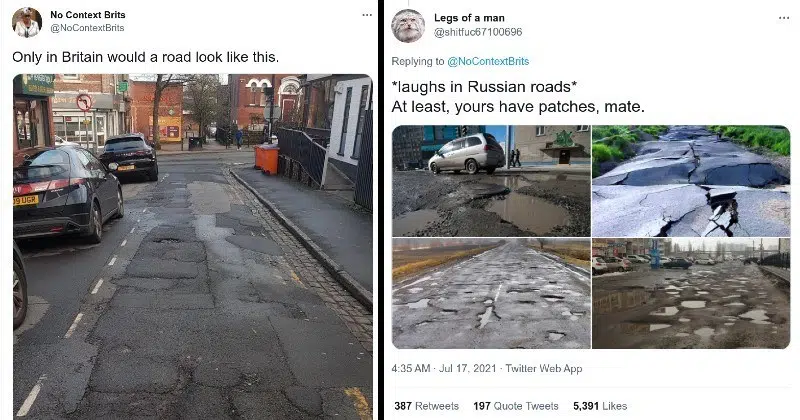 No Context Brits
@NoContextBrits
Only in Britain would a road look like this.
Legs of a man
@shitfuc67100696
Replying to @NoContextBrits
*laughs in Russian roads*
At least, yours have patches, mate.
4:35 AM · Jul 17, 2021 · Twitter Web App
387 Retweets 197 Quote Tweets 5,391 Likes